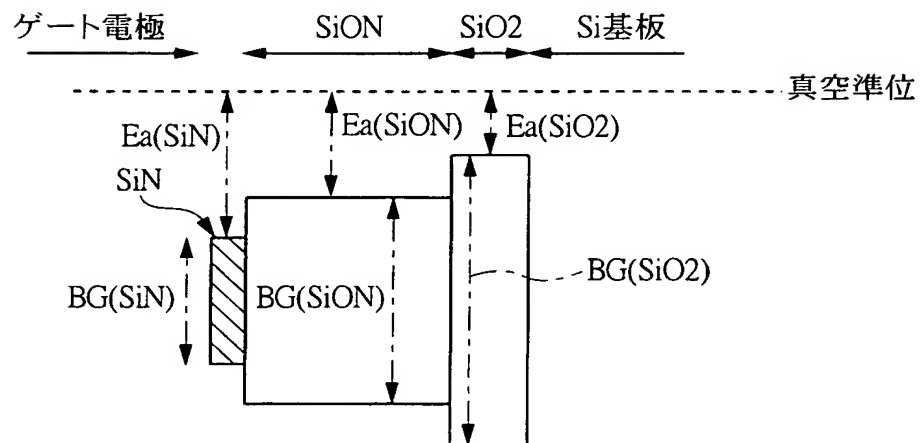 ゲート電極
SiON
SiO2
Si基板
真空準位
Ea(SiN)
Ea(SiON)
Ea(SiO2)
SiN
BG(SiN)
BG(SiON)
BG(SiO2)